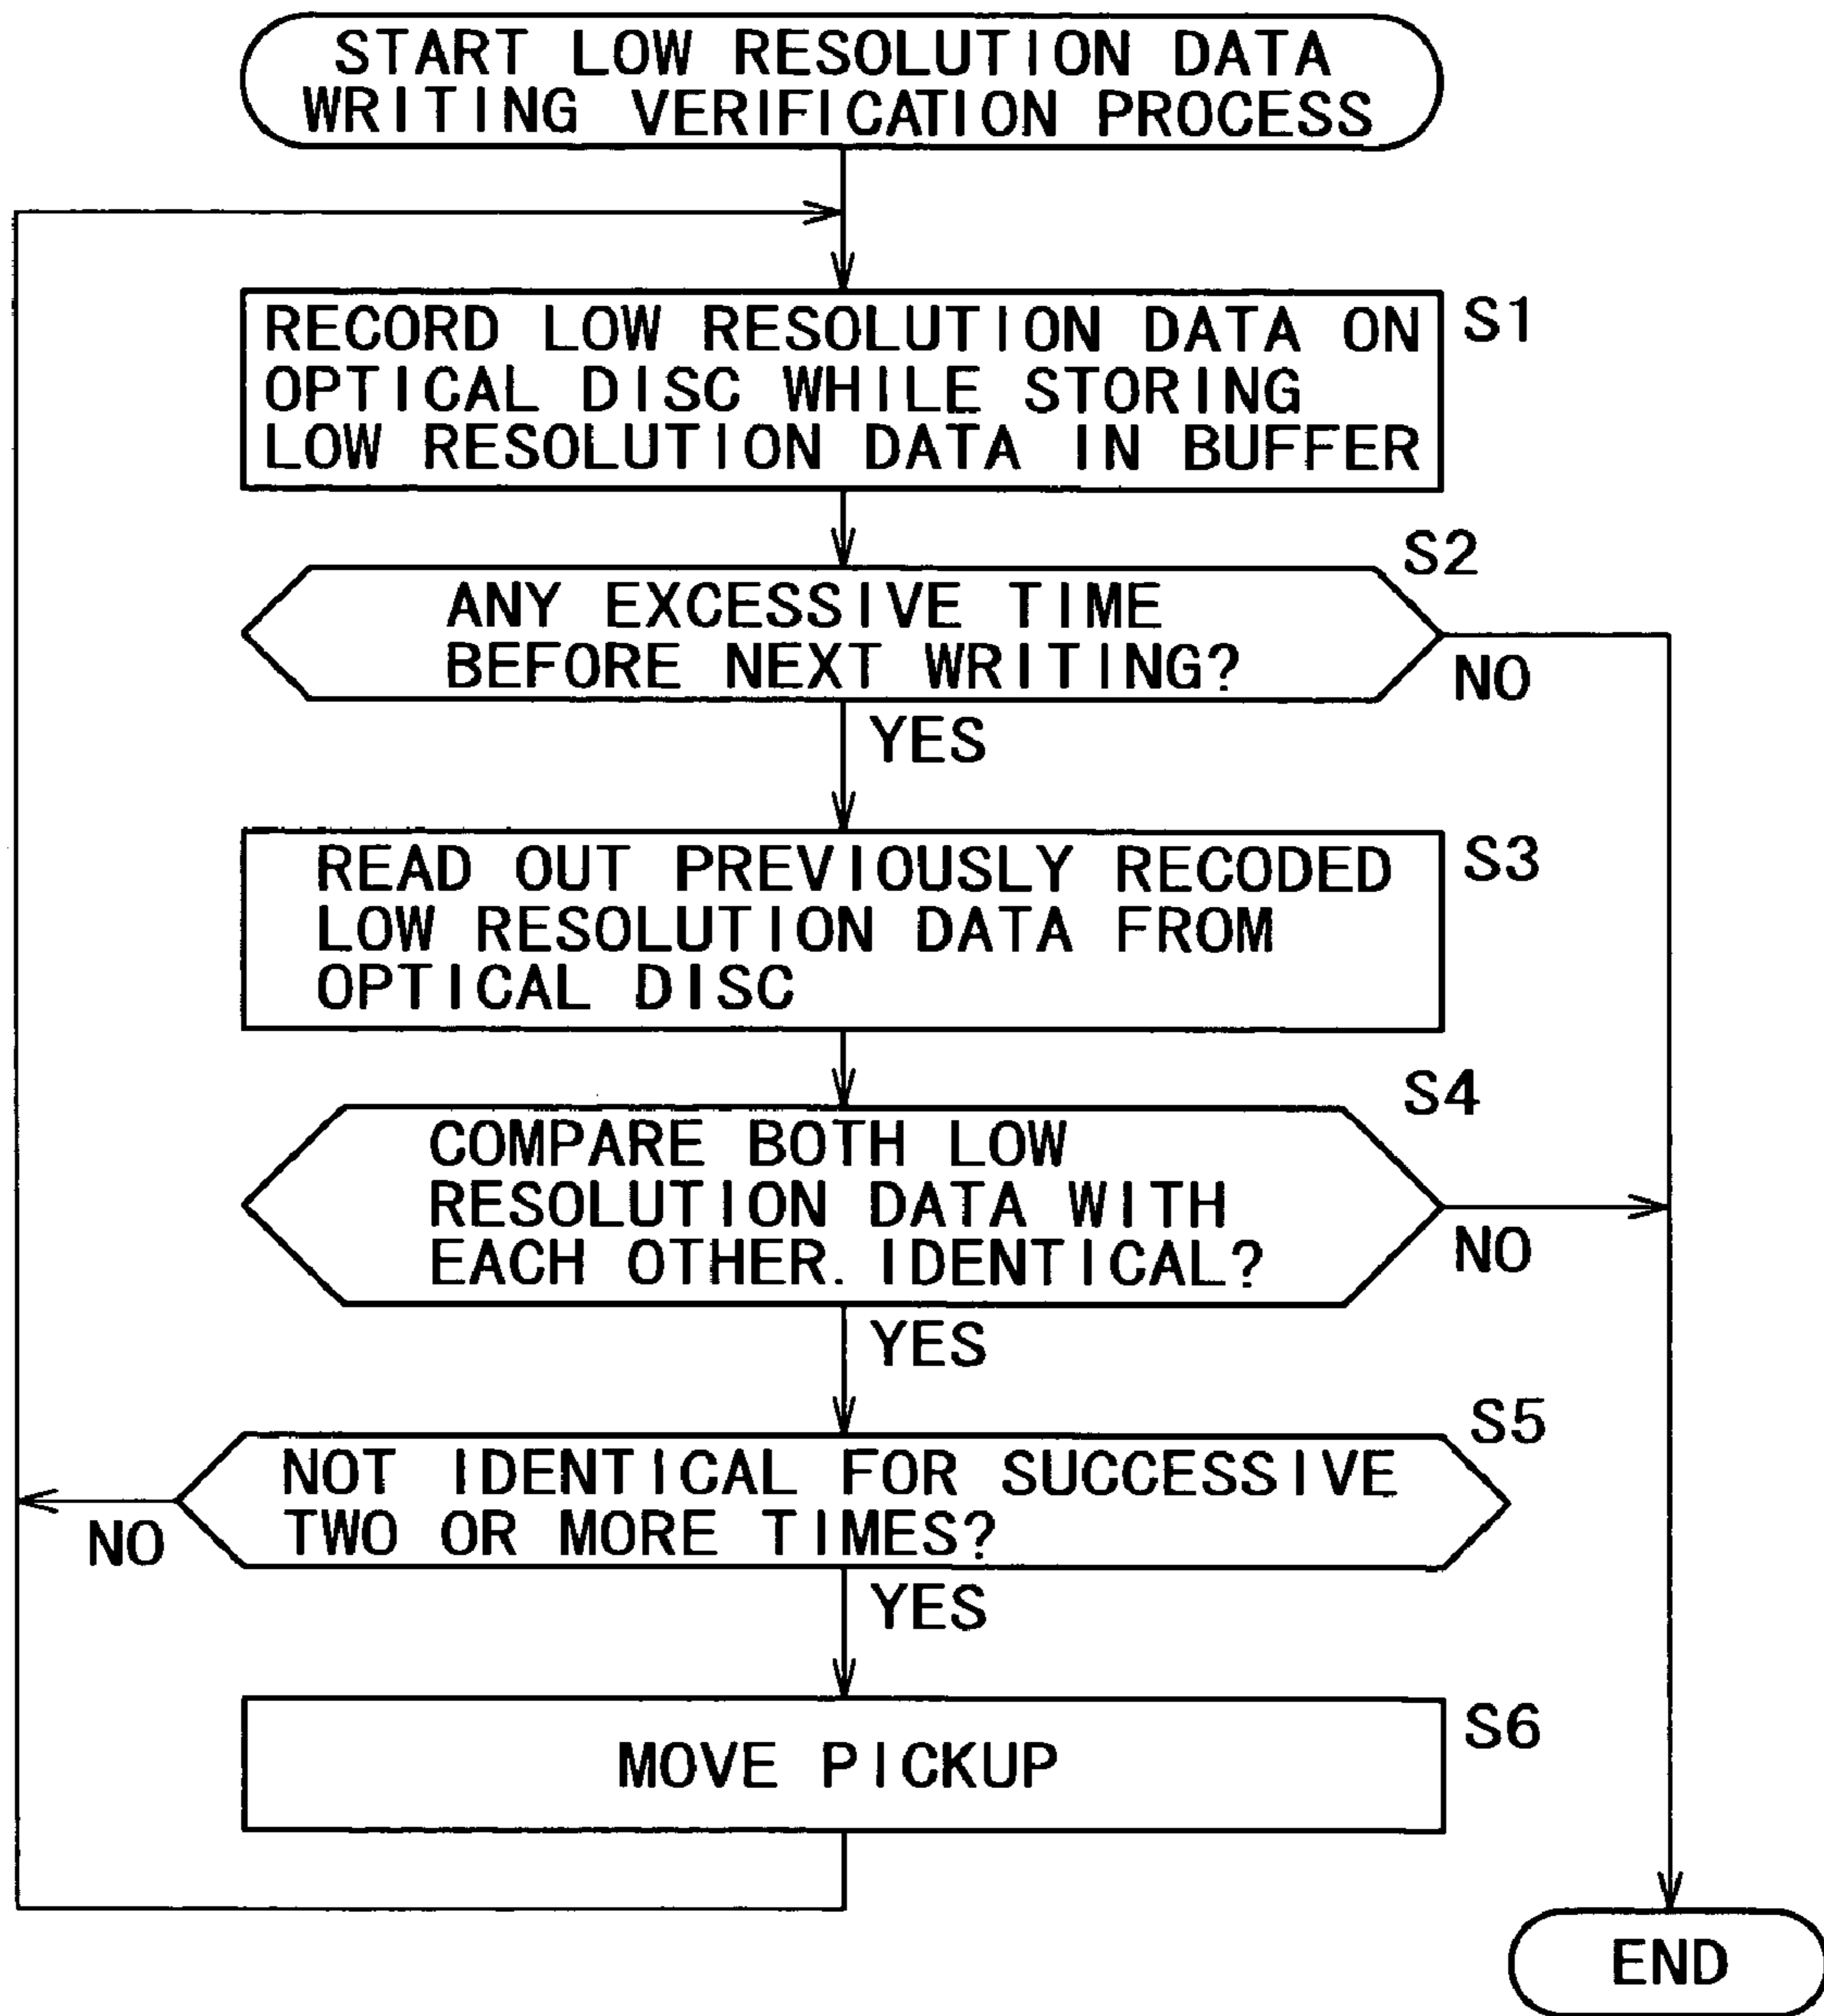 START LOW RESOLUTION DATA
WRITING VERIFICATION PROCESS
RECORD LOW RESOLUTION DATA ON
OPTICAL DISC WHILE STORING
LOW RESOLUTION DATA IN BUFFER
S1
ANY EXCESSIVE TIME
BEFORE NEXT WRITING?
S2
NO
YES
READ OUT PREVIOUSLY RECODED
LOW RESOLUTION DATA FROM
OPTICAL DISC
S3
COMPARE BOTH LOW
RESOLUTION DATA WITH
EACH OTHER. IDENTICAL?
S4
NO
YES
NOT IDENTICAL FOR SUCCESSIVE
TWO OR MORE TIMES?
S5
NO
YES
MOVE PICKUP
S6
END